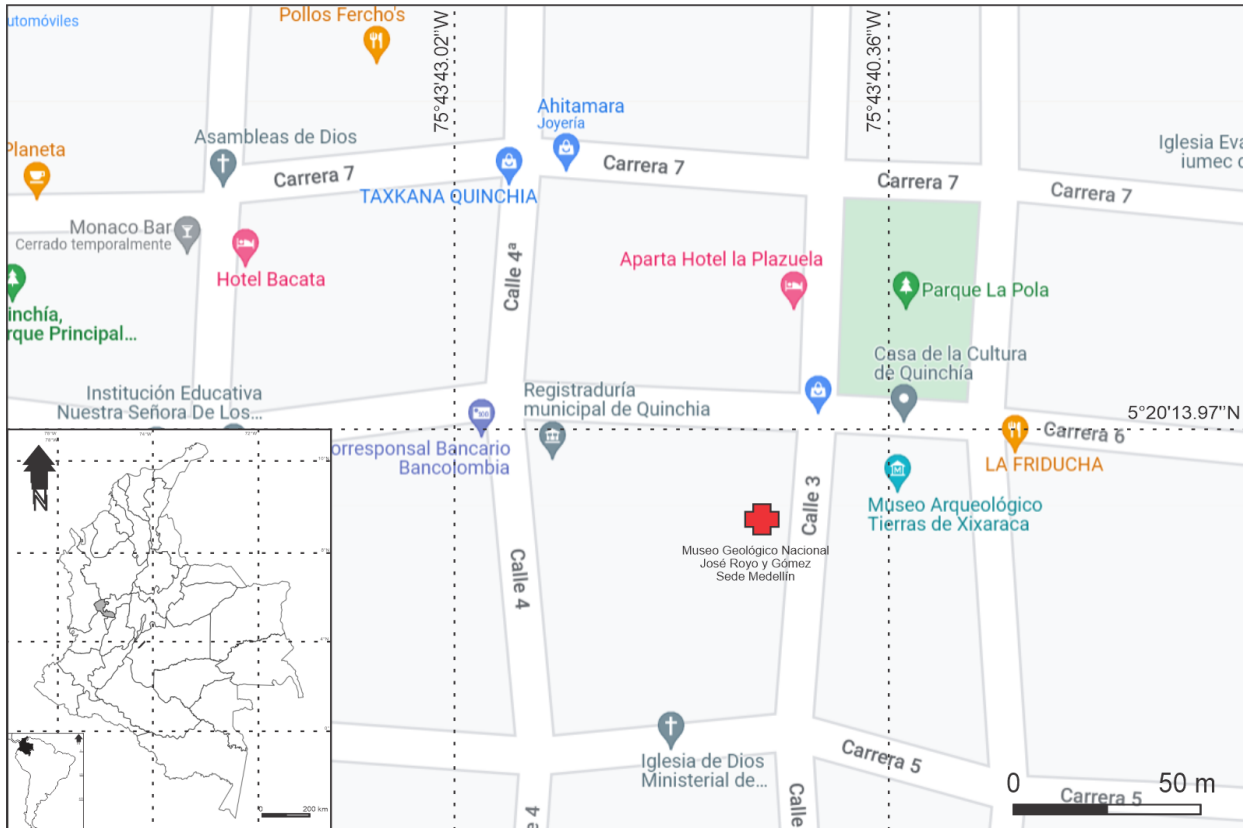 utomóviles
Pollos Fercho's
75°43'43.02"W
75°43'40.36"W
Ahitamara
Joyería
Asambleas de Dios
Planeta
Carrera 7
Carrera 7
Carrera 7
Carrera 7
Iglesia Eva
iumec c
TAXKANA QUINCHIA
Monaco Bar
Cerrado temporalmente
Hotel Bacata
Calle 4ª
Aparta Hotel la Plazuela
Parque La Pola
inchía,
rque Principal...
Casa de la Cultura
de Quinchía
Institución Educativa
Nuestra Señora De Los...
Registraduría
municipal de Quinchia
5°20'13.97"N
Carrera 6
orresponsal Bancario
Bancolombia
LA FRIDUCHA
N
Calle 3
Museo Arqueológico
Tierras de Xixaraca
Museo Geológico Nacional
José Royo y Gómez
Sede Medellín
Calle 4
Iglesia de Dios
Ministerial de...
Carrera 5
Calle
4ª
0 50 m
Carrera 5
0 200 km